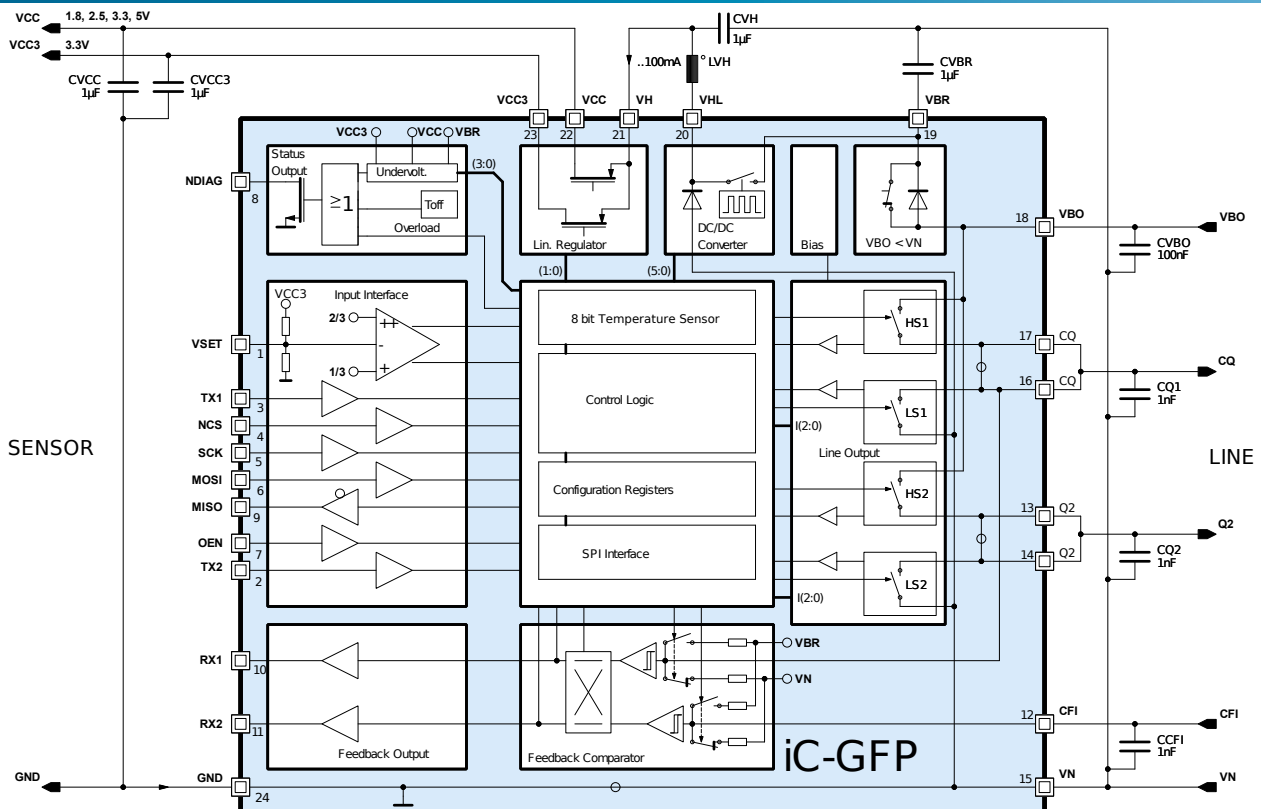 VCC 1.8, 2.5, 3.3, 5V
VCC3 3.3V
CVCC
1µF
CVCC3
1µF
CVH
1µF
..100mA
LVH
CVBR
1µF
VCC3
VCC
VH
VHL
VBR
23
22
21
20
19
Status
Output
VCC3
VCC
VBR
Undervolt.
(3:0)
≥1
Toff
Overload
NDIAG
8
Lin. Regulator
DC/DC
Converter
Bias
VBO < VN
18
VBO
VBO
CVBO
100nF
(1:0)
(5:0)
VCC3
Input Interface
2/3
++
-
+
1/3
VSET
1
TX1
3
NCS
4
SCK
5
MOSI
6
MISO
9
OEN
7
TX2
2
SENSOR
8 bit Temperature Sensor
Control Logic
Configuration Registers
SPI Interface
HS1
LS1
I(2:0)
Line Output
HS2
LS2
I(2:0)
17
CQ
16
CQ
CQ
CQ1
1nF
LINE
13
Q2
14
Q2
Q2
CQ2
1nF
RX1
10
RX2
11
Feedback Output
VBR
VN
Feedback Comparator
iC-GFP
12
CFI
CFI
CCFI
1nF
GND
GND
24
15
VN
VN